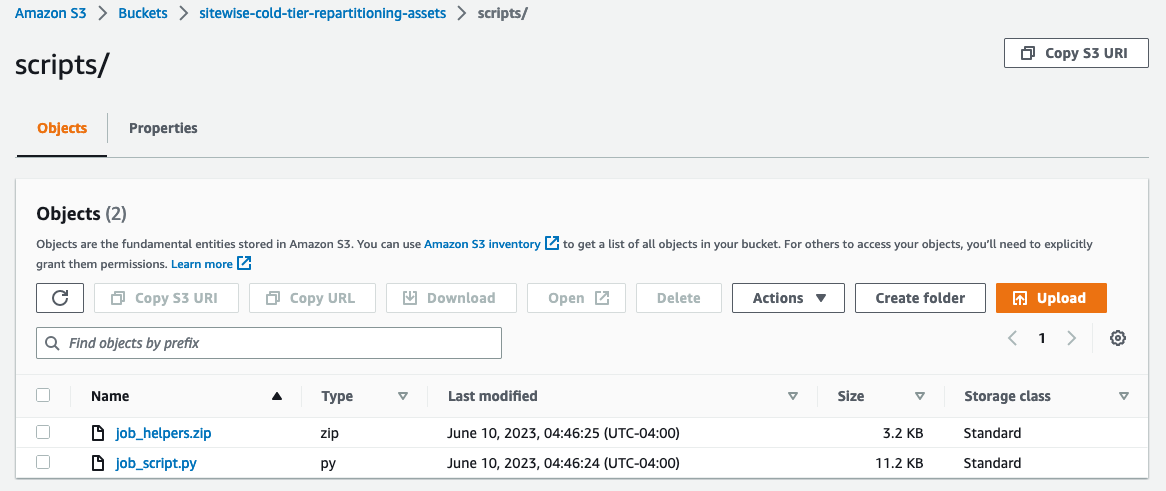 Amazon S3 > Buckets > sitewise-cold-tier-repartitioning-assets > scripts/
scripts/
Copy S3 URI
Objects Properties
Objects (2)
Objects are the fundamental entities stored in Amazon S3. You can use Amazon S3 inventory to get a list of all objects in your bucket. For others to access your objects, you'll need to explicitly
grant them permissions. Learn more
Copy S3 URI Copy URL Download Open Delete Actions Create folder Upload
Find objects by prefix
1
Name Type Last modified Size Storage class
job_helpers.zip zip June 10, 2023, 04:46:25 (UTC-04:00) 3.2 KB Standard
job_script.py py June 10, 2023, 04:46:24 (UTC-04:00) 11.2 KB Standard